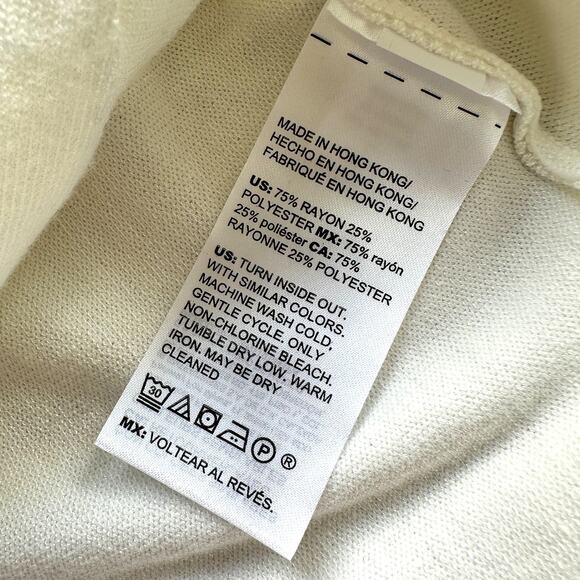 MADE IN HONG KONG/
HECHO EN HONG KONG/
FABRIQUÉ EN HONG KONG
US: 75% RAYON 25%
POLYESTER MX: 75% rayón
25% poliéster CA: 75%
RAYONNE 25% POLYESTER
US: TURN INSIDE OUT.
WITH SIMILAR COLORS.
MACHINE WASH COLD,
GENTLE CYCLE. ONLY
NON-CHLORINE BLEACH.
TUMBLE DRY LOW. WARM
IRON. MAY BE DRY
CLEANED
30 P ®
MX: VOLTEAR AL REVÉS.